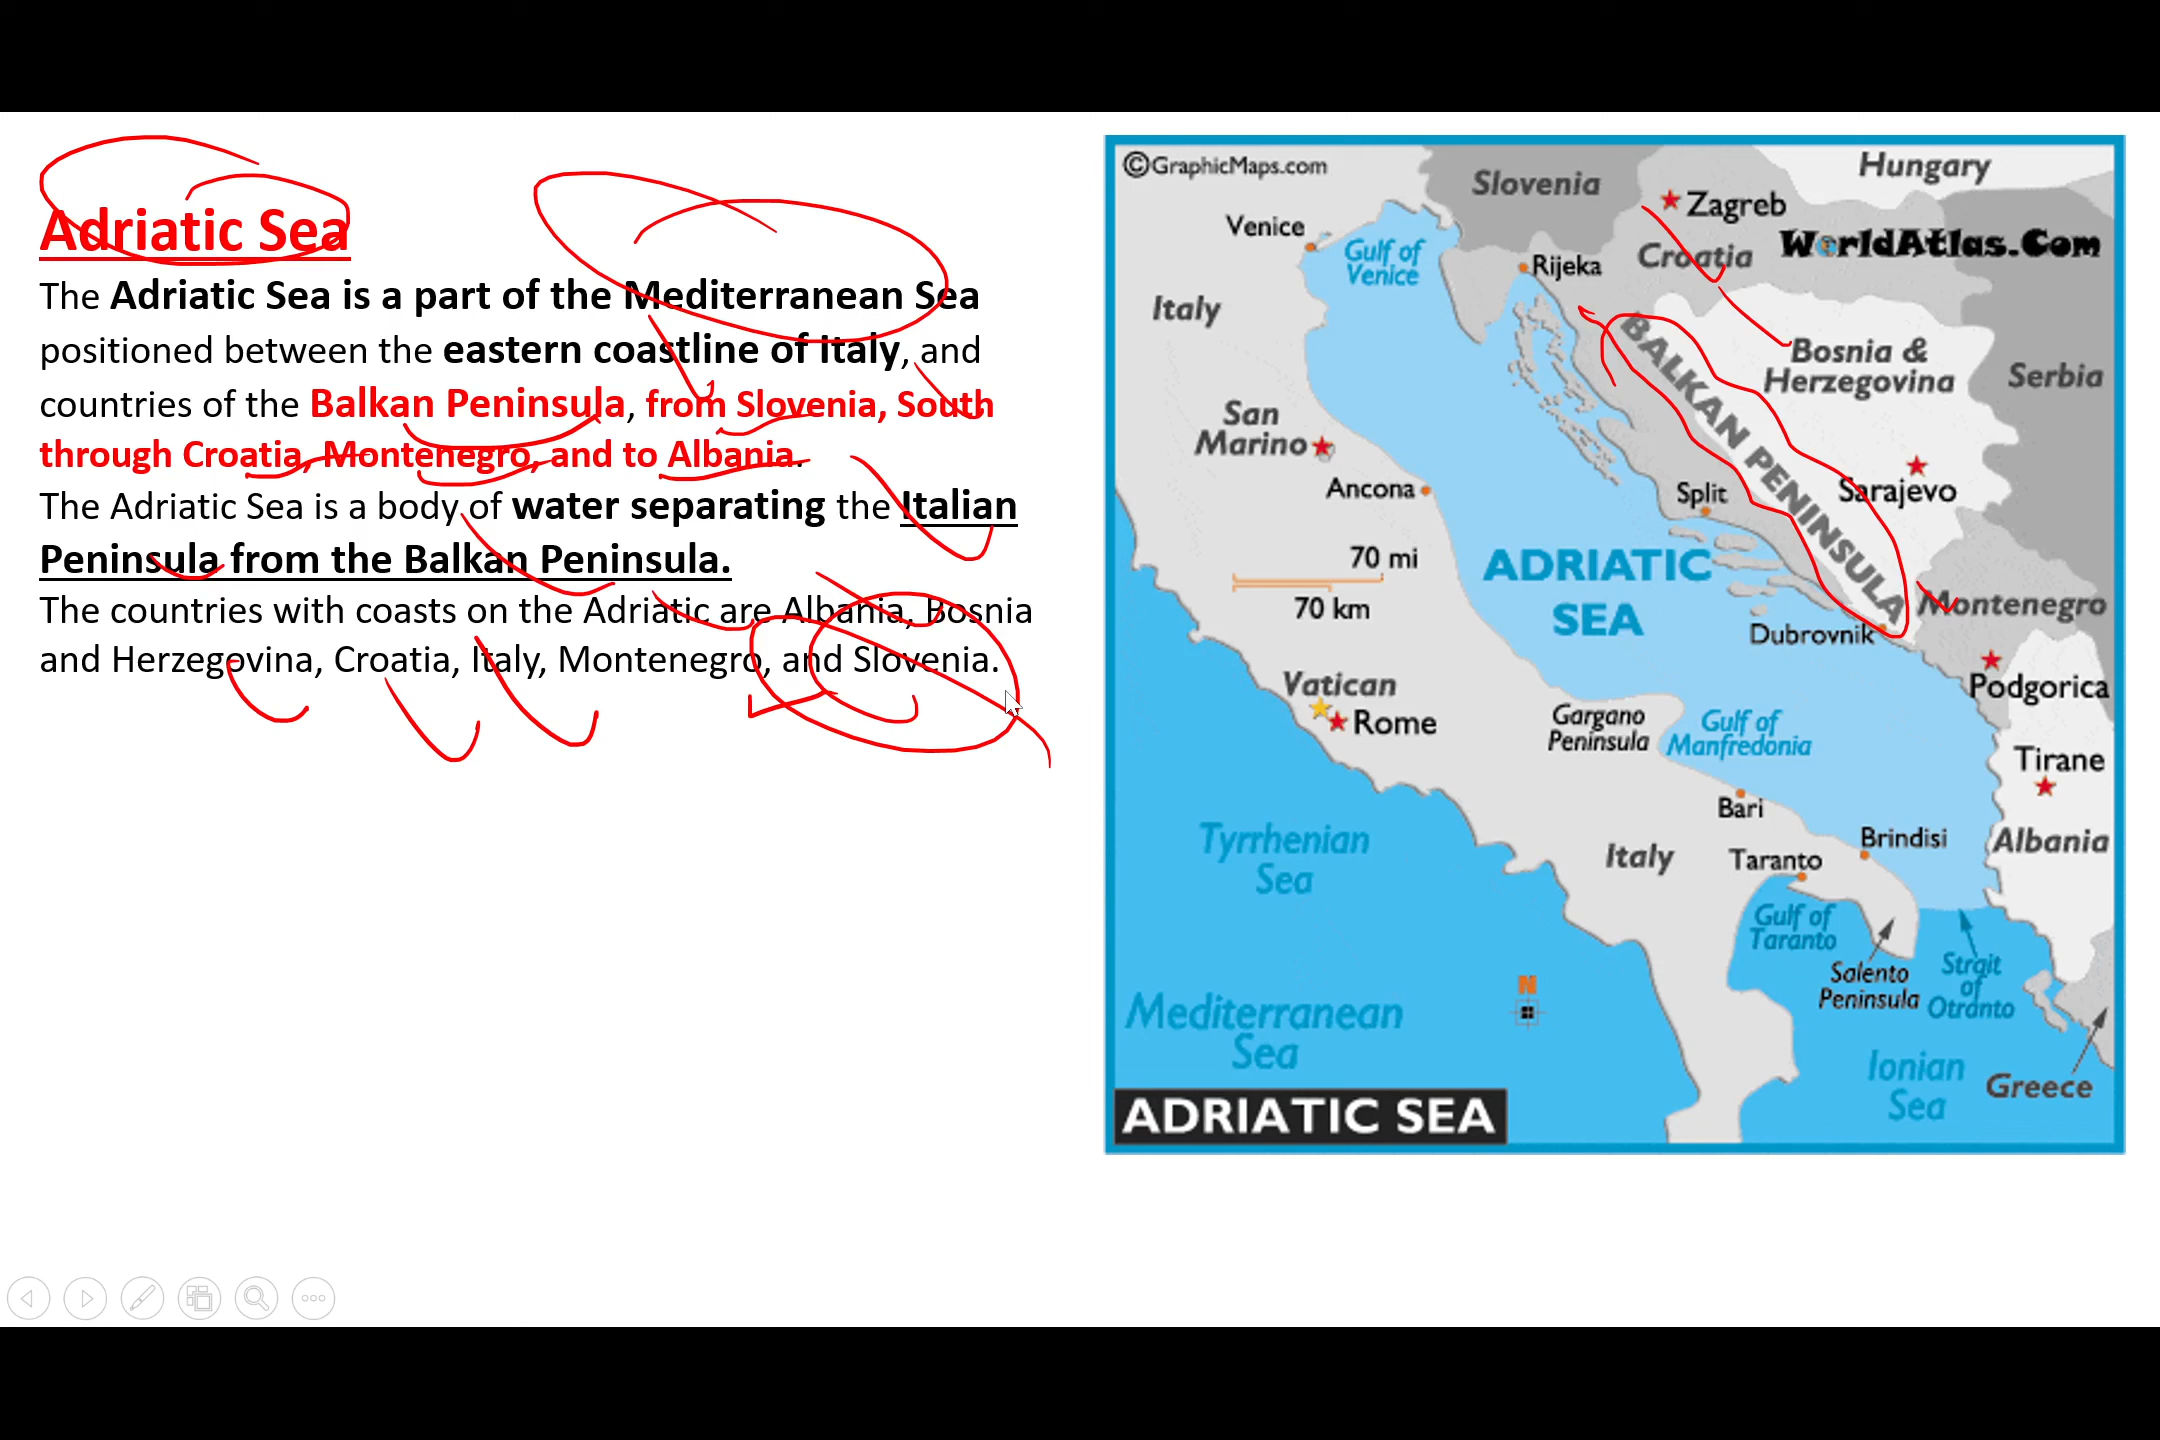 Adriatic Sea
The Adriatic Sea is a part of the Mediterranean Sea
positioned between the eastern coastline of Italy, and
countries of the Balkan Peninsula, from Slovenia, South
through Croatia, Montenegro, and to Albania.
The Adriatic Sea is a body of water separating the Italian
Peninsula from the Balkan Peninsula.
The countries with coasts on the Adriatic are Albania, Bosnia
and Herzegovina, Croatia, Italy, Montenegro, and Slovenia.
©GraphicMaps.com
Slovenia
Hungary
Zagreb
Venice
Gulf of
Venice
Rijeka
Croatia
WorldAtlas.Com
Italy
BALKAN PENINSULA
Bosnia &
Herzegovina
Serbia
San
Marino
Ancona
Split
Sarajevo
70 mi
70 km
ADRIATIC
SEA
Montenegro
Dubrovnik
Podgorica
Vatican
Rome
Gargano
Peninsula
Gulf of
Manfredonia
Tirane
Bari
Tyrrhenian
Sea
Italy
Taranto
Brindisi
Albania
Gulf of
Taranto
Salento
Peninsula
Strait
of
Otranto
Mediterranean
Sea
N
Ionian
Sea
Greece
ADRIATIC SEA